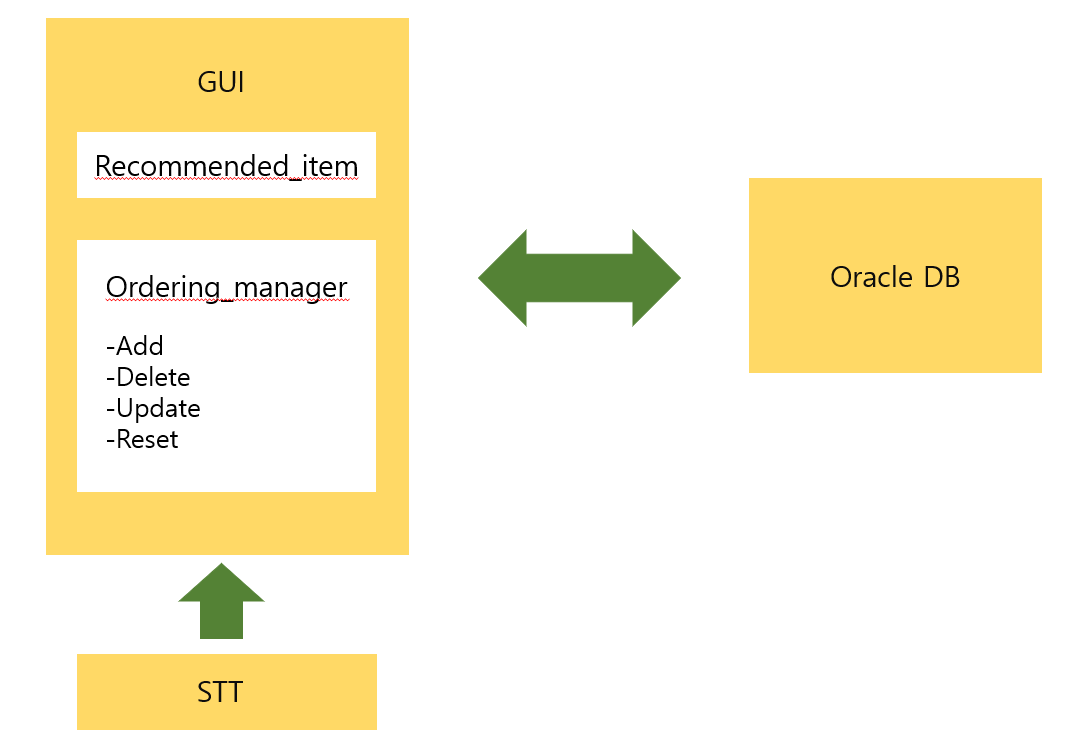 GUI
Recommended_item
Ordering_manager
-Add
-Delete
-Update
-Reset
Oracle DB
STT